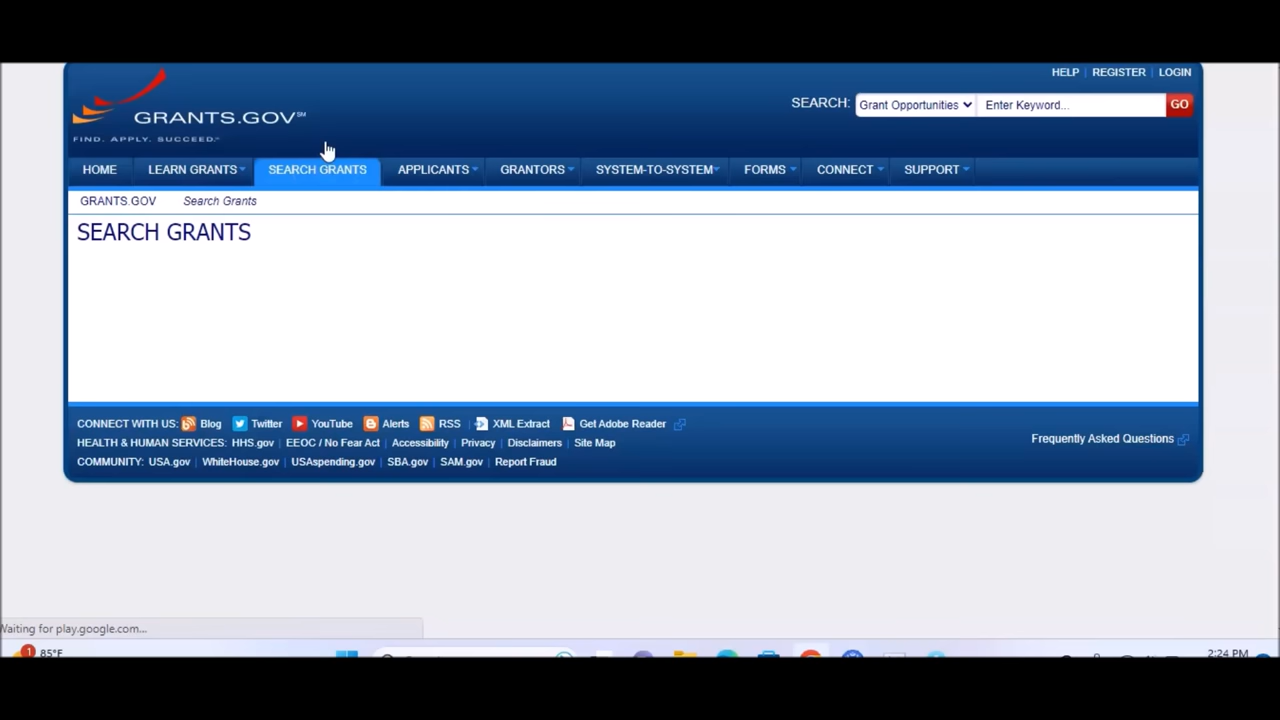 HELP | REGISTER | LOGIN
GRANTS.GOV℠
FIND. APPLY. SUCCEED.
SEARCH: Grant Opportunities Enter Keyword... GO
HOME LEARN GRANTS SEARCH GRANTS APPLICANTS GRANTORS SYSTEM-TO-SYSTEM FORMS CONNECT SUPPORT
GRANTS.GOV Search Grants
SEARCH GRANTS
CONNECT WITH US: Blog Twitter YouTube Alerts RSS | XML Extract Get Adobe Reader
HEALTH & HUMAN SERVICES: HHS.gov | EEOC / No Fear Act | Accessibility | Privacy | Disclaimers | Site Map
COMMUNITY: USA.gov | WhiteHouse.gov | USAspending.gov | SBA.gov | SAM.gov | Report Fraud
Frequently Asked Questions
Waiting for play.google.com...
1 85°F
2:24 PM